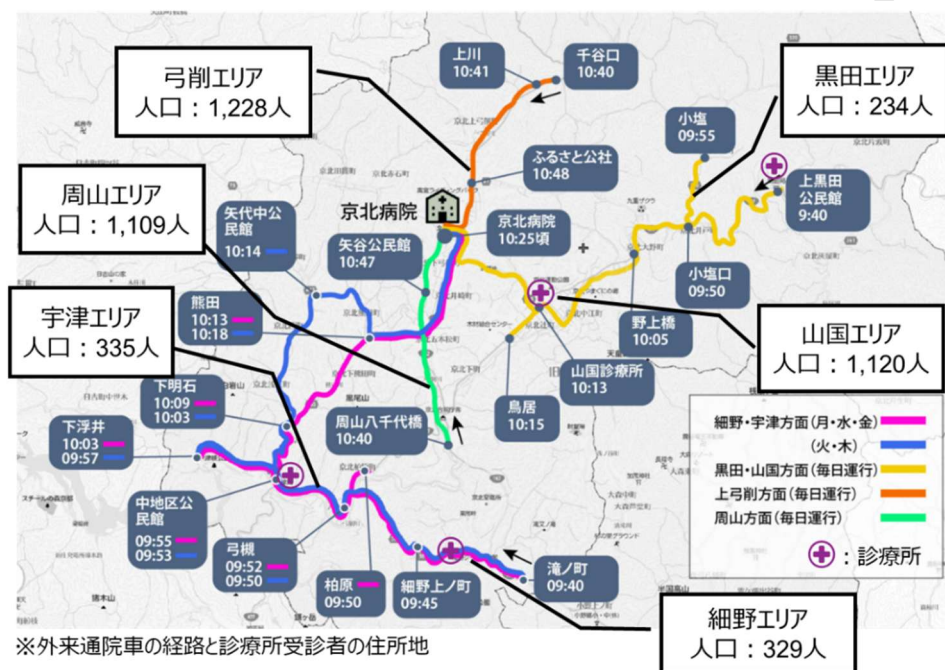 弓削エリア
人口：1,228人
上川
10:41
千谷口
10:40
黒田エリア
人口：234人
小塩
09:55
ふるさと公社
10:48
上黒田
公民館
9:40
周山エリア
人口：1,109人
京北病院
矢代中公
民館
10:14
矢谷公民館
10:47
京北病院
10:25頃
小塩口
09:50
宇津エリア
人口：335人
熊田
10:13
10:18
野上橋
10:05
山国エリア
人口：1,120人
山国診療所
10:13
下明石
10:09
10:03
鳥居
10:15
周山八千代橋
10:40
下浮井
10:03
09:57
細野・宇津方面（月・水・金）
（火・木）
黒田・山国方面（毎日運行）
上弓削方面（毎日運行）
周山方面（毎日運行）
：診療所
中地区公
民館
09:55
09:53
弓槻
09:52
09:50
柏原
09:50
細野上ノ町
09:45
滝ノ町
09:40
細野エリア
人口：329人
※外来通院車の経路と診療所受診者の住所地